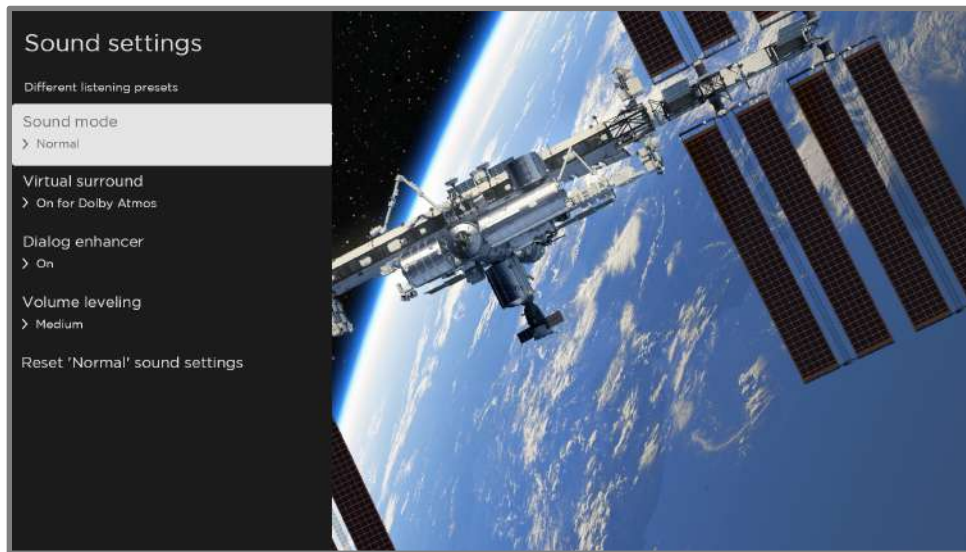 Sound settings
Different listening presets
Sound mode
Normal
Virtual surround
On for Dolby Atmos
Dialog enhancer
On
Volume leveling
Medium
Reset 'Normal' sound settings